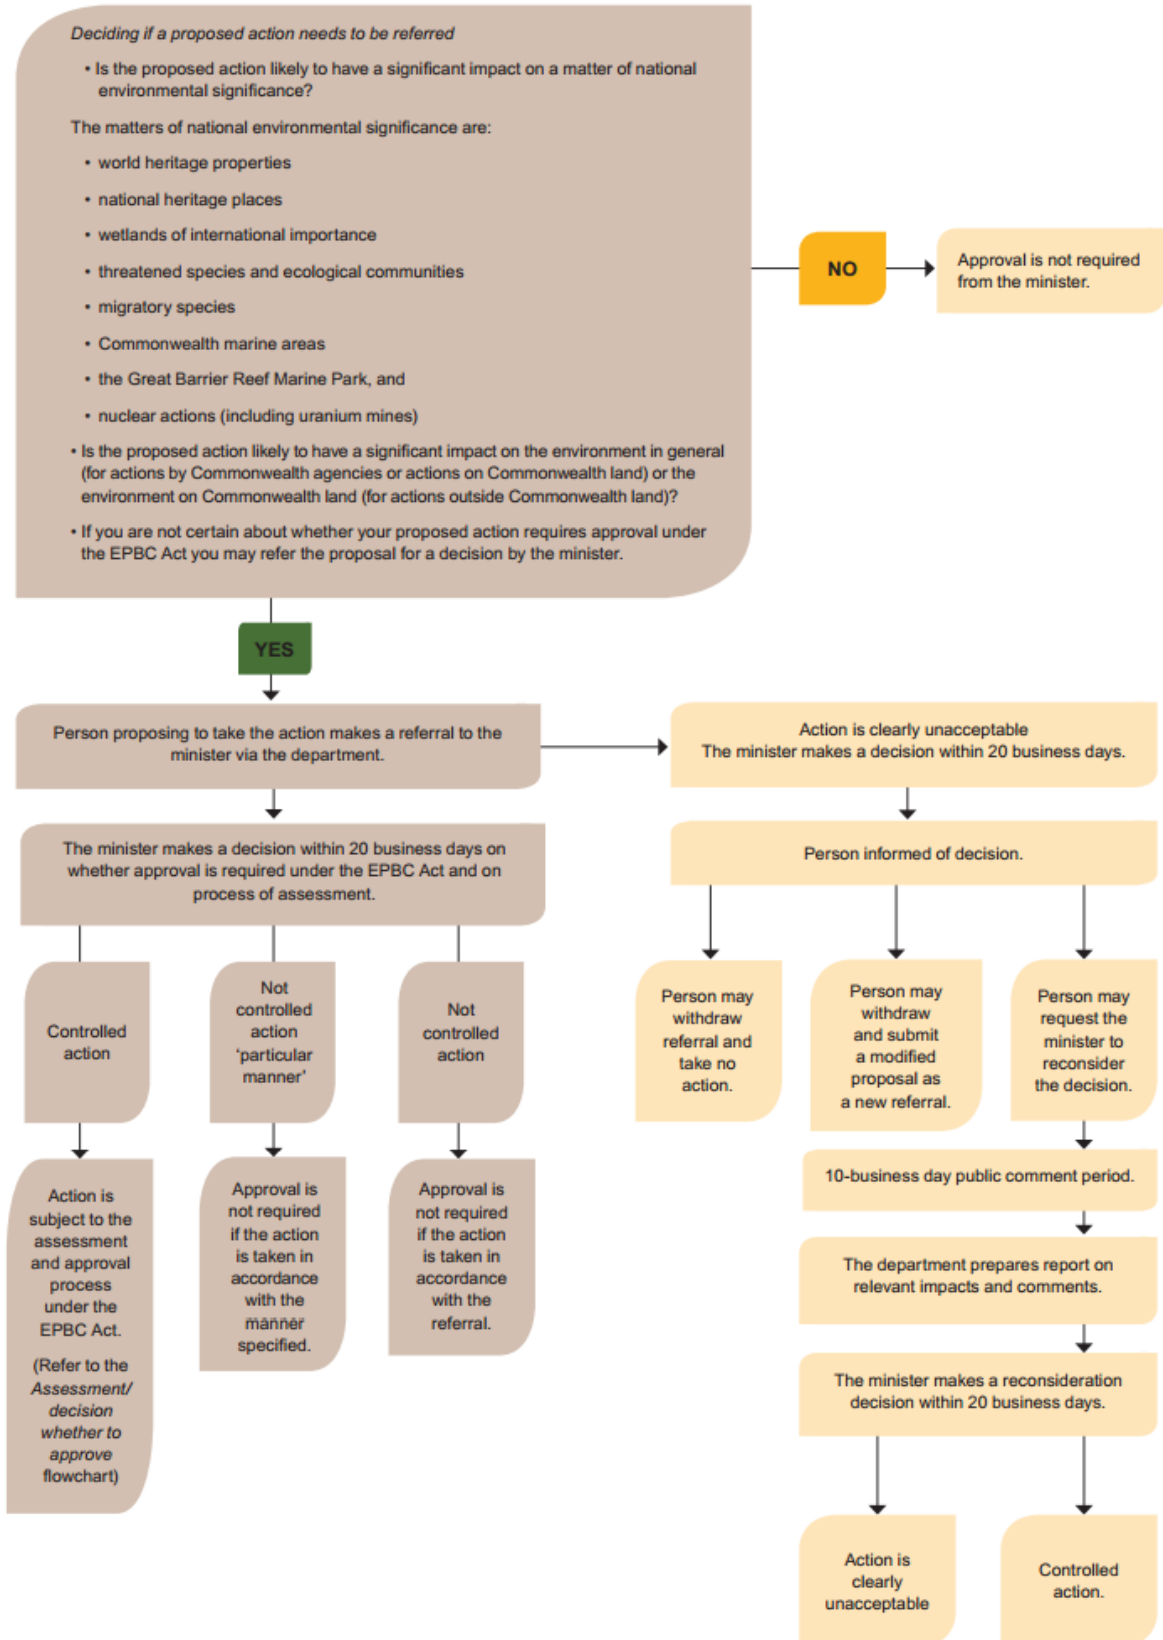 Deciding if a proposed action needs to be referred
• Is the proposed action likely to have a significant impact on a matter of national
environmental significance?
The matters of national environmental significance are:
• world heritage properties
• national heritage places
• wetlands of international importance
• threatened species and ecological communities
• migratory species
• Commonwealth marine areas
• the Great Barrier Reef Marine Park, and
• nuclear actions (including uranium mines)
• Is the proposed action likely to have a significant impact on the environment in general
(for actions by Commonwealth agencies or actions on Commonwealth land) or the
environment on Commonwealth land (for actions outside Commonwealth land)?
• If you are not certain about whether your proposed action requires approval under
the EPBC Act you may refer the proposal for a decision by the minister.
NO
Approval is not required
from the minister.
YES
Person proposing to take the action makes a referral to the
minister via the department.
The minister makes a decision within 20 business days on
whether approval is required under the EPBC Act and on
process of assessment.
Controlled
action
Not
controlled
action
‘particular
manner’
Not
controlled
action
Action is
subject to the
assessment
and approval
process
under the
EPBC Act.
(Refer to the
Assessment/
decision
whether to
approve
flowchart)
Approval is
not required
if the action
is taken in
accordance
with the
manner
specified.
Approval is
not required
if the action
is taken in
accordance
with the
referral.
Action is clearly unacceptable
The minister makes a decision within 20 business days.
Person informed of decision.
Person may
withdraw
referral and
take no
action.
Person may
withdraw
and submit
a modified
proposal as
a new referral.
Person may
request the
minister to
reconsider
the decision.
10-business day public comment period.
The department prepares report on
relevant impacts and comments.
The minister makes a reconsideration
decision within 20 business days.
Action is
clearly
unacceptable
Controlled
action.